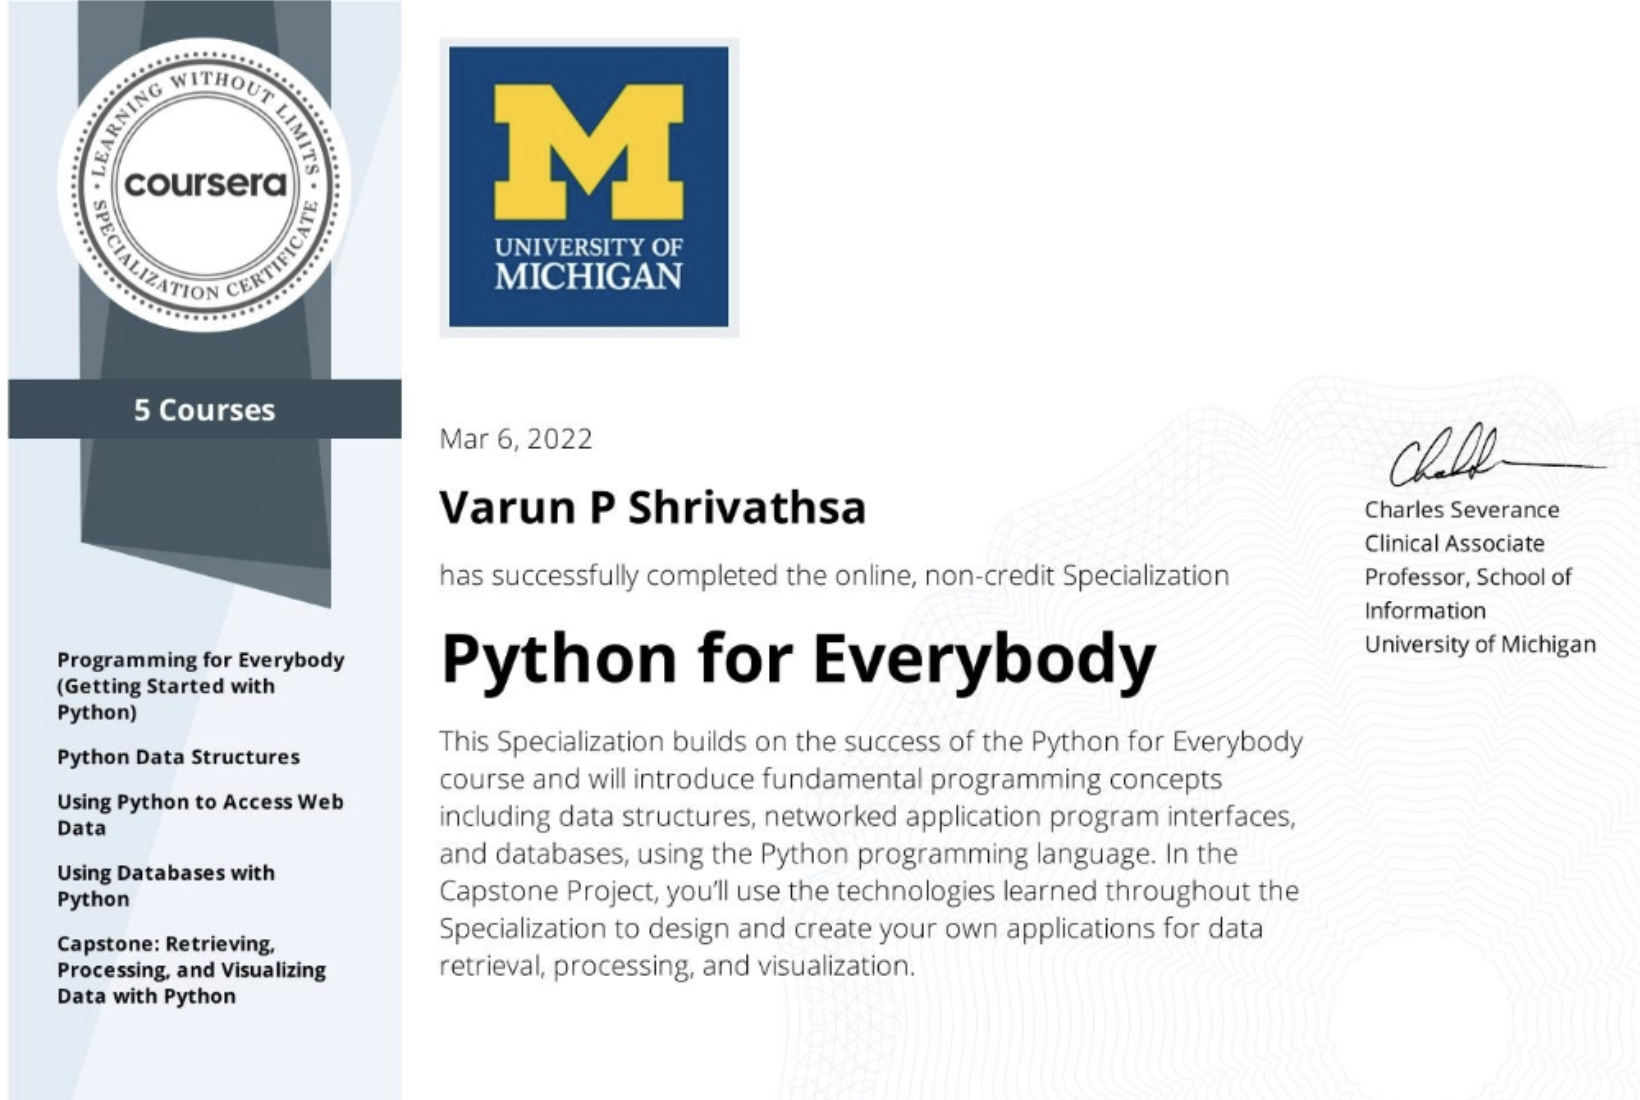 LEARNING WITHOUT LIMITS
coursera
SPECIALIZATION CERTIFICATE
5 Courses
Programming for Everybody
(Getting Started with
Python)
Python Data Structures
Using Python to Access Web
Data
Using Databases with
Python
Capstone: Retrieving,
Processing, and Visualizing
Data with Python
M
UNIVERSITY OF
MICHIGAN
Mar 6, 2022
Varun P Shrivathsa
has successfully completed the online, non-credit Specialization
Python for Everybody
This Specialization builds on the success of the Python for Everybody
course and will introduce fundamental programming concepts
including data structures, networked application program interfaces,
and databases, using the Python programming language. In the
Capstone Project, you’ll use the technologies learned throughout the
Specialization to design and create your own applications for data
retrieval, processing, and visualization.
Charles Severance
Clinical Associate
Professor, School of
Information
University of Michigan